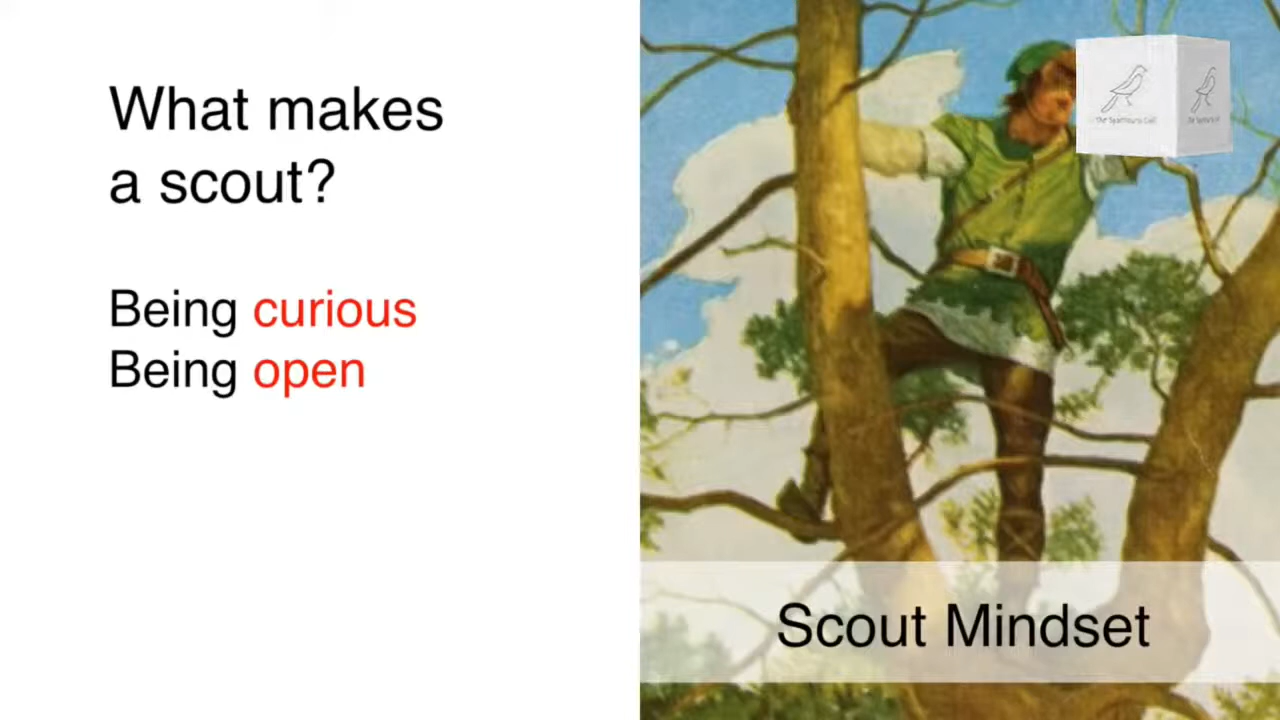 What makes
a scout?
Being curious
Being open
Scout Mindset